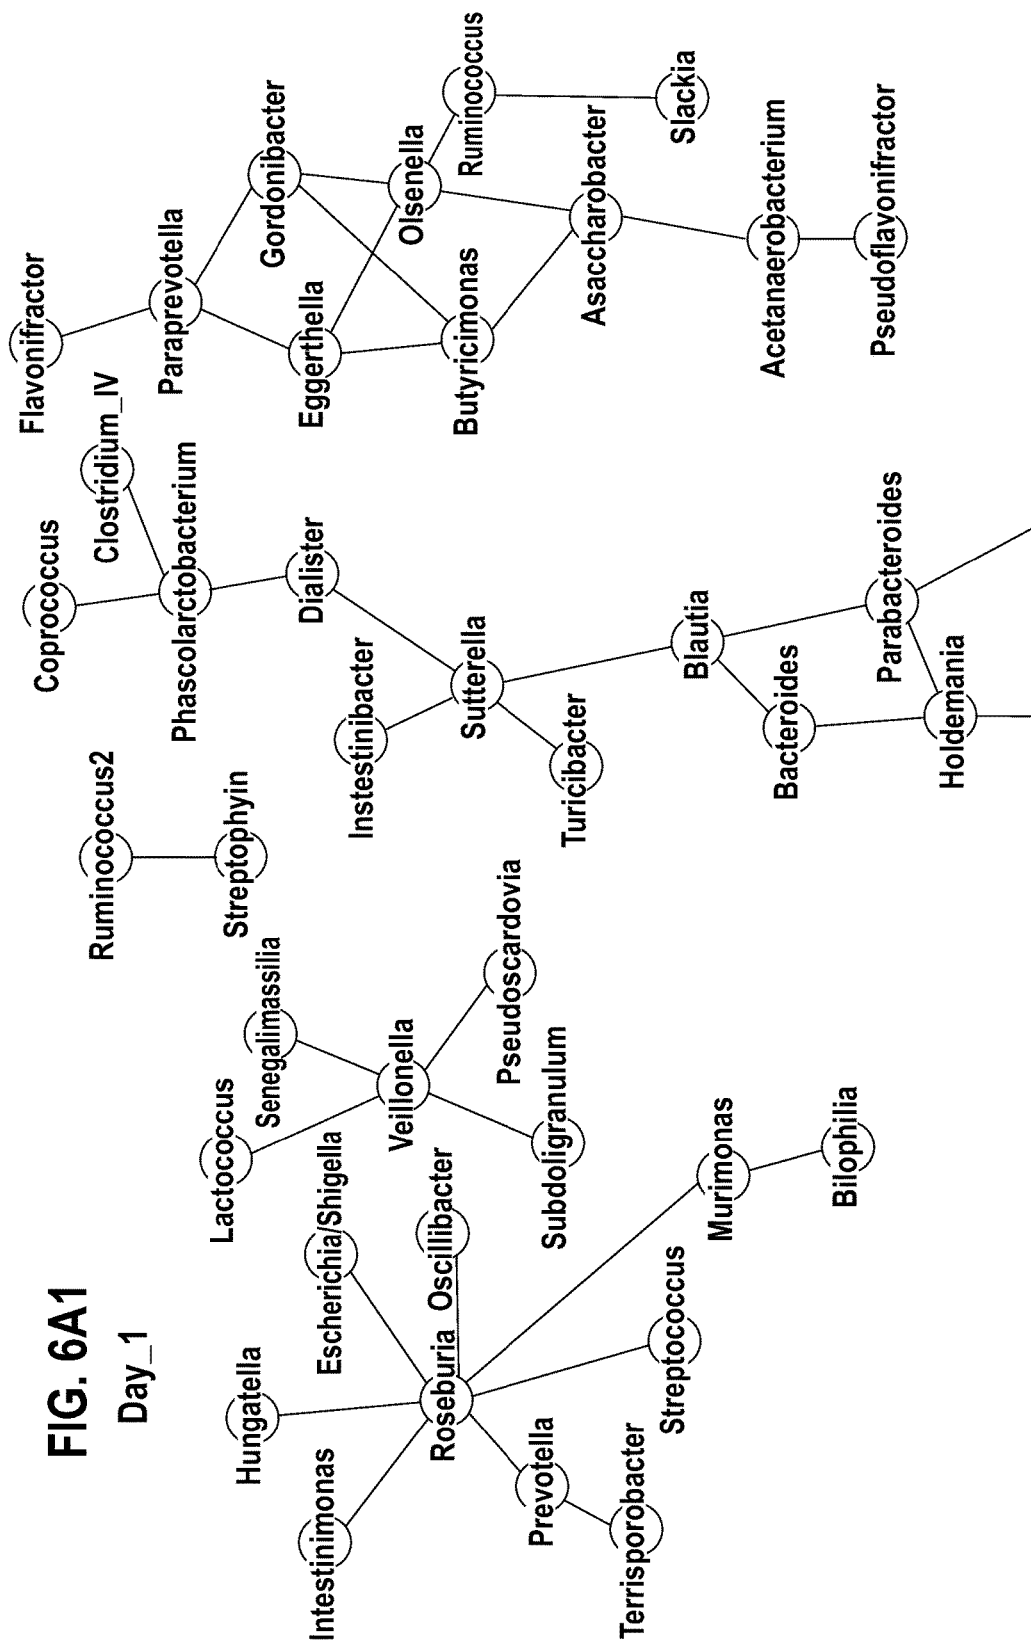 FIG. 6A1
Day_1
Intestinimonas
Hungatella
Escherichia/Shigella
Roseburia
Oscillibacter
Prevotella
Terrisporobacter
Streptococcus
Murimonas
Bilophilia
Lactococcus
Senegalimassilia
Veillonella
Pseudoscardovia
Subdoligranulum
Ruminococcus2
Streptophyin
Coprococcus
Clostridium_IV
Phascolarctobacterium
Dialister
Instestinibacter
Sutterella
Turicibacter
Blautia
Bacteroides
Parabacteroides
Holdemania
Flavonifractor
Paraprevotella
Gordonibacter
Eggerthella
Olsenella
Ruminococcus
Butyricimonas
Asaccharobacter
Slackia
Acetanaerobacterium
Pseudoflavonifractor